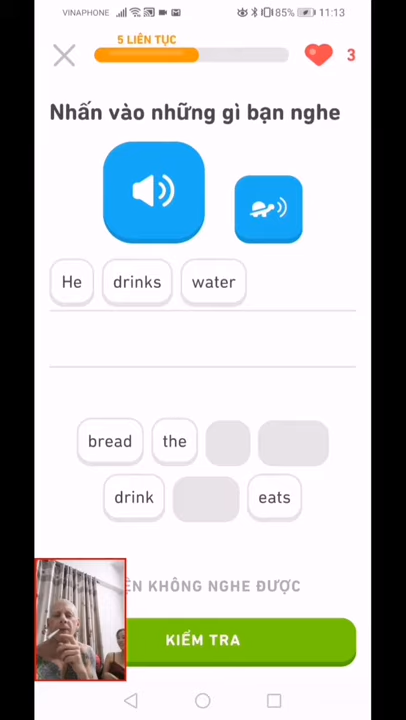 VINAPHONE 85% 11:13
5 LIÊN TỤC
3
Nhấn vào những gì bạn nghe
He drinks water
bread the
drink eats
KHÔNG NGHE ĐƯỢC
KIỂM TRA